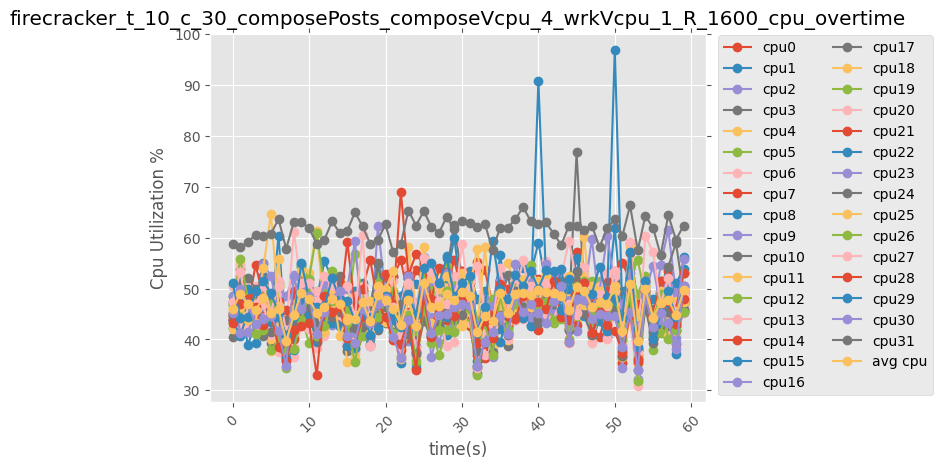 firecracker_t_10_c_30_composePosts_composeVcpu_4_wrkVcpu_1_R_1600_cpu_overtime
100
90
80
70
60
50
40
30
Cpu Utilization %
0
10
20
30
40
50
60
time(s)
cpu0
cpu1
cpu2
cpu3
cpu4
cpu5
cpu6
cpu7
cpu8
cpu9
cpu10
cpu11
cpu12
cpu13
cpu14
cpu15
cpu16
cpu17
cpu18
cpu19
cpu20
cpu21
cpu22
cpu23
cpu24
cpu25
cpu26
cpu27
cpu28
cpu29
cpu30
cpu31
avg cpu